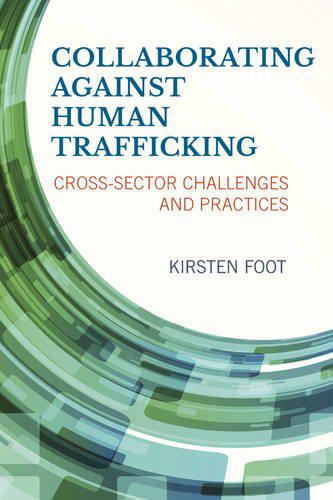 COLLABORATING
AGAINST
HUMAN
TRAFFICKING
CROSS-SECTOR CHALLENGES
AND PRACTICES
KIRSTEN FOOT